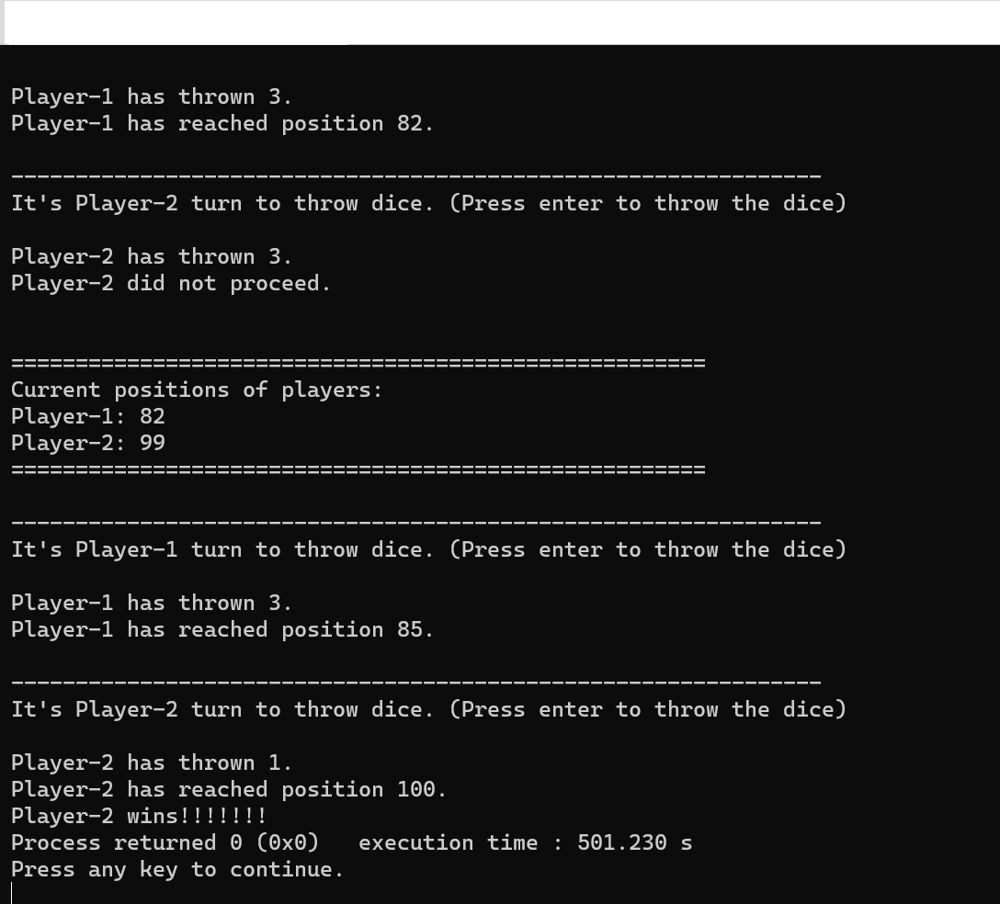 Player-1 has thrown 3.
Player-1 has reached position 82.
---------------------------------------------------------------
It's Player-2 turn to throw dice. (Press enter to throw the dice)
Player-2 has thrown 3.
Player-2 did not proceed.
======================================================
Current positions of players:
Player-1: 82
Player-2: 99
======================================================
---------------------------------------------------------------
It's Player-1 turn to throw dice. (Press enter to throw the dice)
Player-1 has thrown 3.
Player-1 has reached position 85.
---------------------------------------------------------------
It's Player-2 turn to throw dice. (Press enter to throw the dice)
Player-2 has thrown 1.
Player-2 has reached position 100.
Player-2 wins!!!!!!!
Process returned 0 (0x0)   execution time : 501.230 s
Press any key to continue.